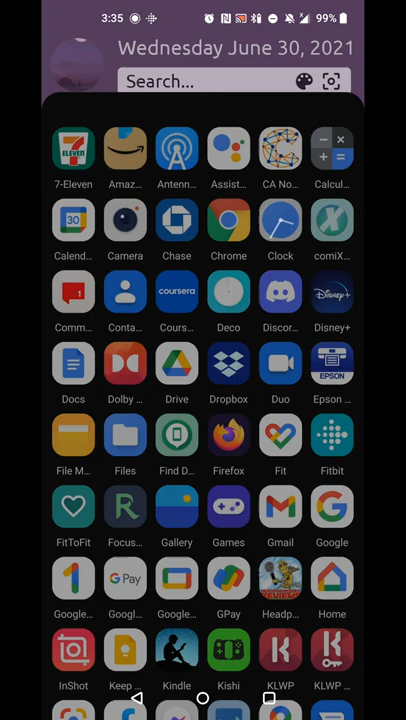 3:35 99%
Wednesday June 30, 2021
Search...
7-Eleven Amaz... Antenn... Assist... CA No... Calcul...
30
Calend... Camera Chase Chrome Clock comiX...
1 coursera Disney+ 
Comm... Conta... Cours... Deco Discor... Disney+
EPSON
Docs Dolby ... Drive Dropbox Duo Epson ...
File M... Files Find D... Firefox Fit Fitbit
FitToFit Focus... Gallery Games Gmail Google
G Pay REVIEWS
Google... Googl... Google... GPay Headp... Home
InShot Keep ... Kindle Kishi KLWP KLWP ...